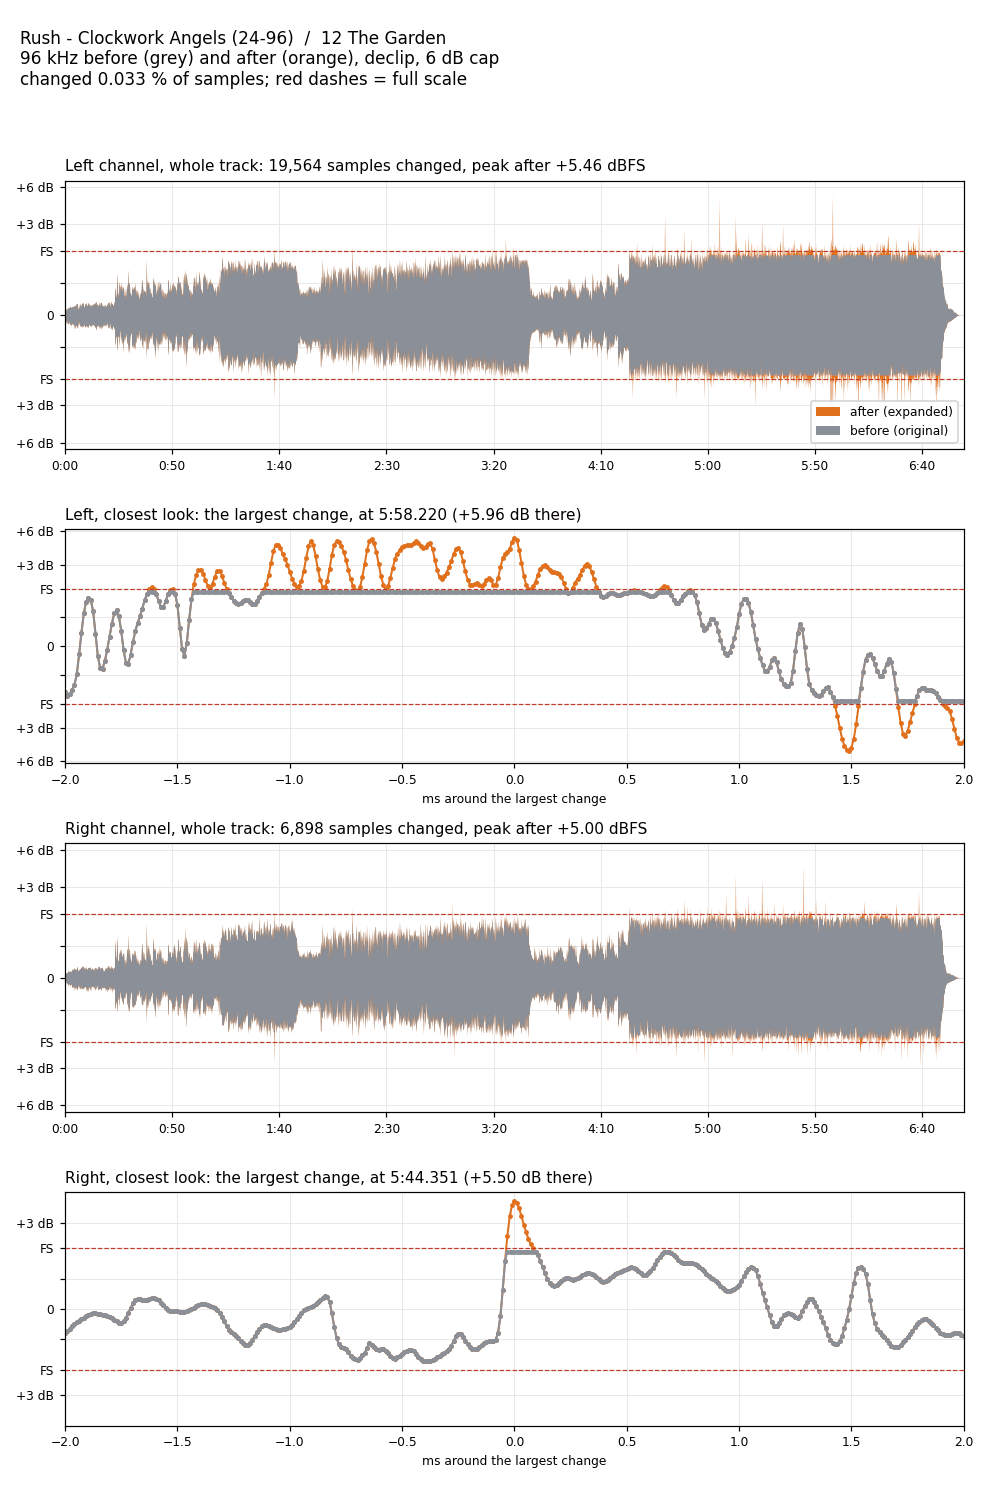 Rush - Clockwork Angels (24-96)  /  12 The Garden
96 kHz before (grey) and after (orange), declip, 6 dB cap
changed 0.033 % of samples; red dashes = full scale
Left channel, whole track: 19,564 samples changed, peak after +5.46 dBFS
+6 dB
+3 dB
FS
0
FS
+3 dB
+6 dB
after (expanded)
before (original)
0:00 0:50 1:40 2:30 3:20 4:10 5:00 5:50 6:40
Left, closest look: the largest change, at 5:58.220 (+5.96 dB there)
+6 dB
+3 dB
FS
0
FS
+3 dB
+6 dB
−2.0 −1.5 −1.0 −0.5 0.0 0.5 1.0 1.5 2.0
ms around the largest change
Right channel, whole track: 6,898 samples changed, peak after +5.00 dBFS
+6 dB
+3 dB
FS
0
FS
+3 dB
+6 dB
0:00 0:50 1:40 2:30 3:20 4:10 5:00 5:50 6:40
Right, closest look: the largest change, at 5:44.351 (+5.50 dB there)
+3 dB
FS
0
FS
+3 dB
−2.0 −1.5 −1.0 −0.5 0.0 0.5 1.0 1.5 2.0
ms around the largest change